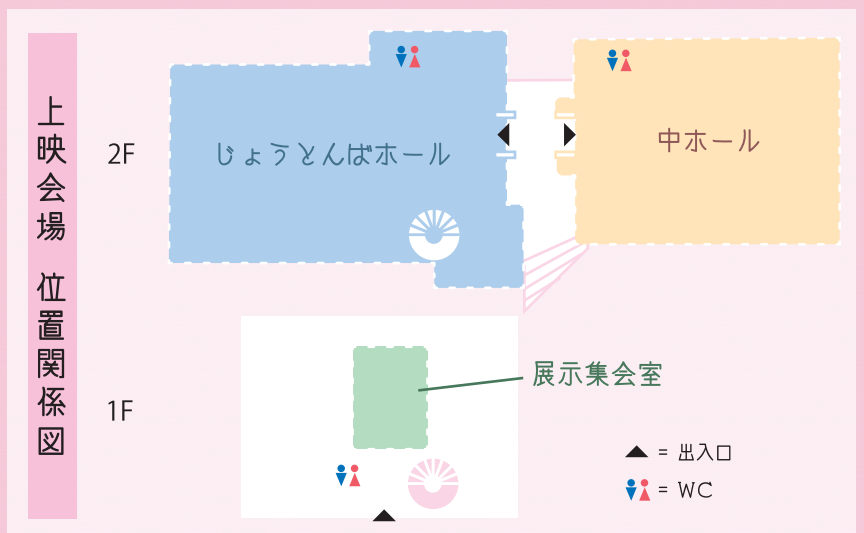 上映会場 位置関係図
2F
じょうとんばホール
中ホール
1F
展示集会室
= 出入口
= WC